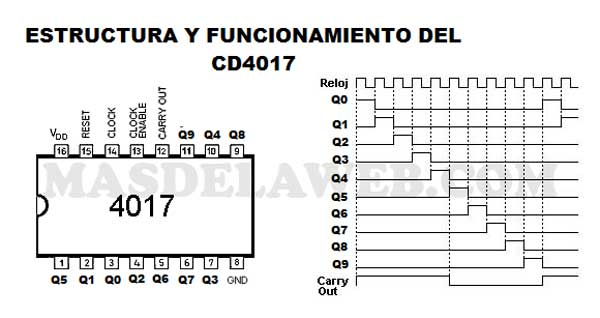 ESTRUCTURA Y FUNCIONAMIENTO DEL
CD4017
VDD RESET CLOCK CLOCK ENABLE CARRY OUT Q9 Q4 Q8
16 15 14 13 12 11 10 9
MASDELAWEB.COM
4017
1 2 3 4 5 6 7 8
Q5 Q1 Q0 Q2 Q6 Q7 Q3 GND
Reloj
Q0
Q1
Q2
Q3
Q4
Q5
Q6
Q7
Q8
Q9
Carry
Out